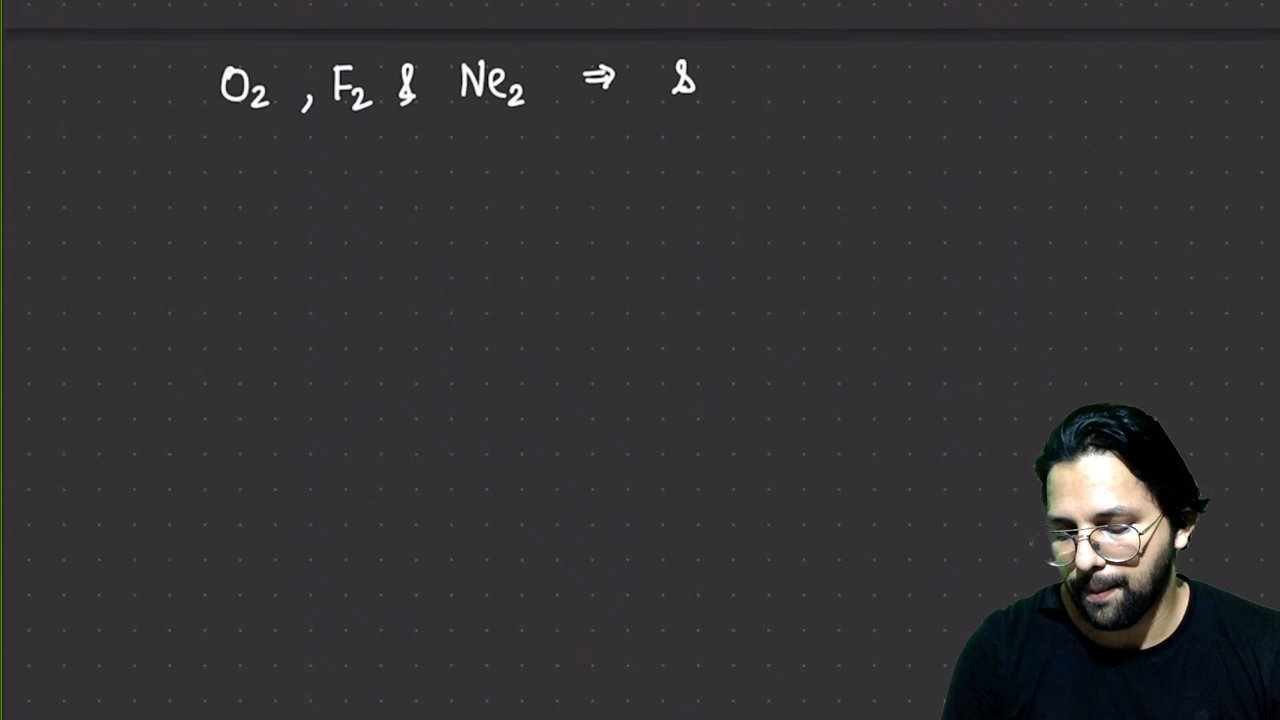 O₂ , F₂ & Ne₂ ⇒ s